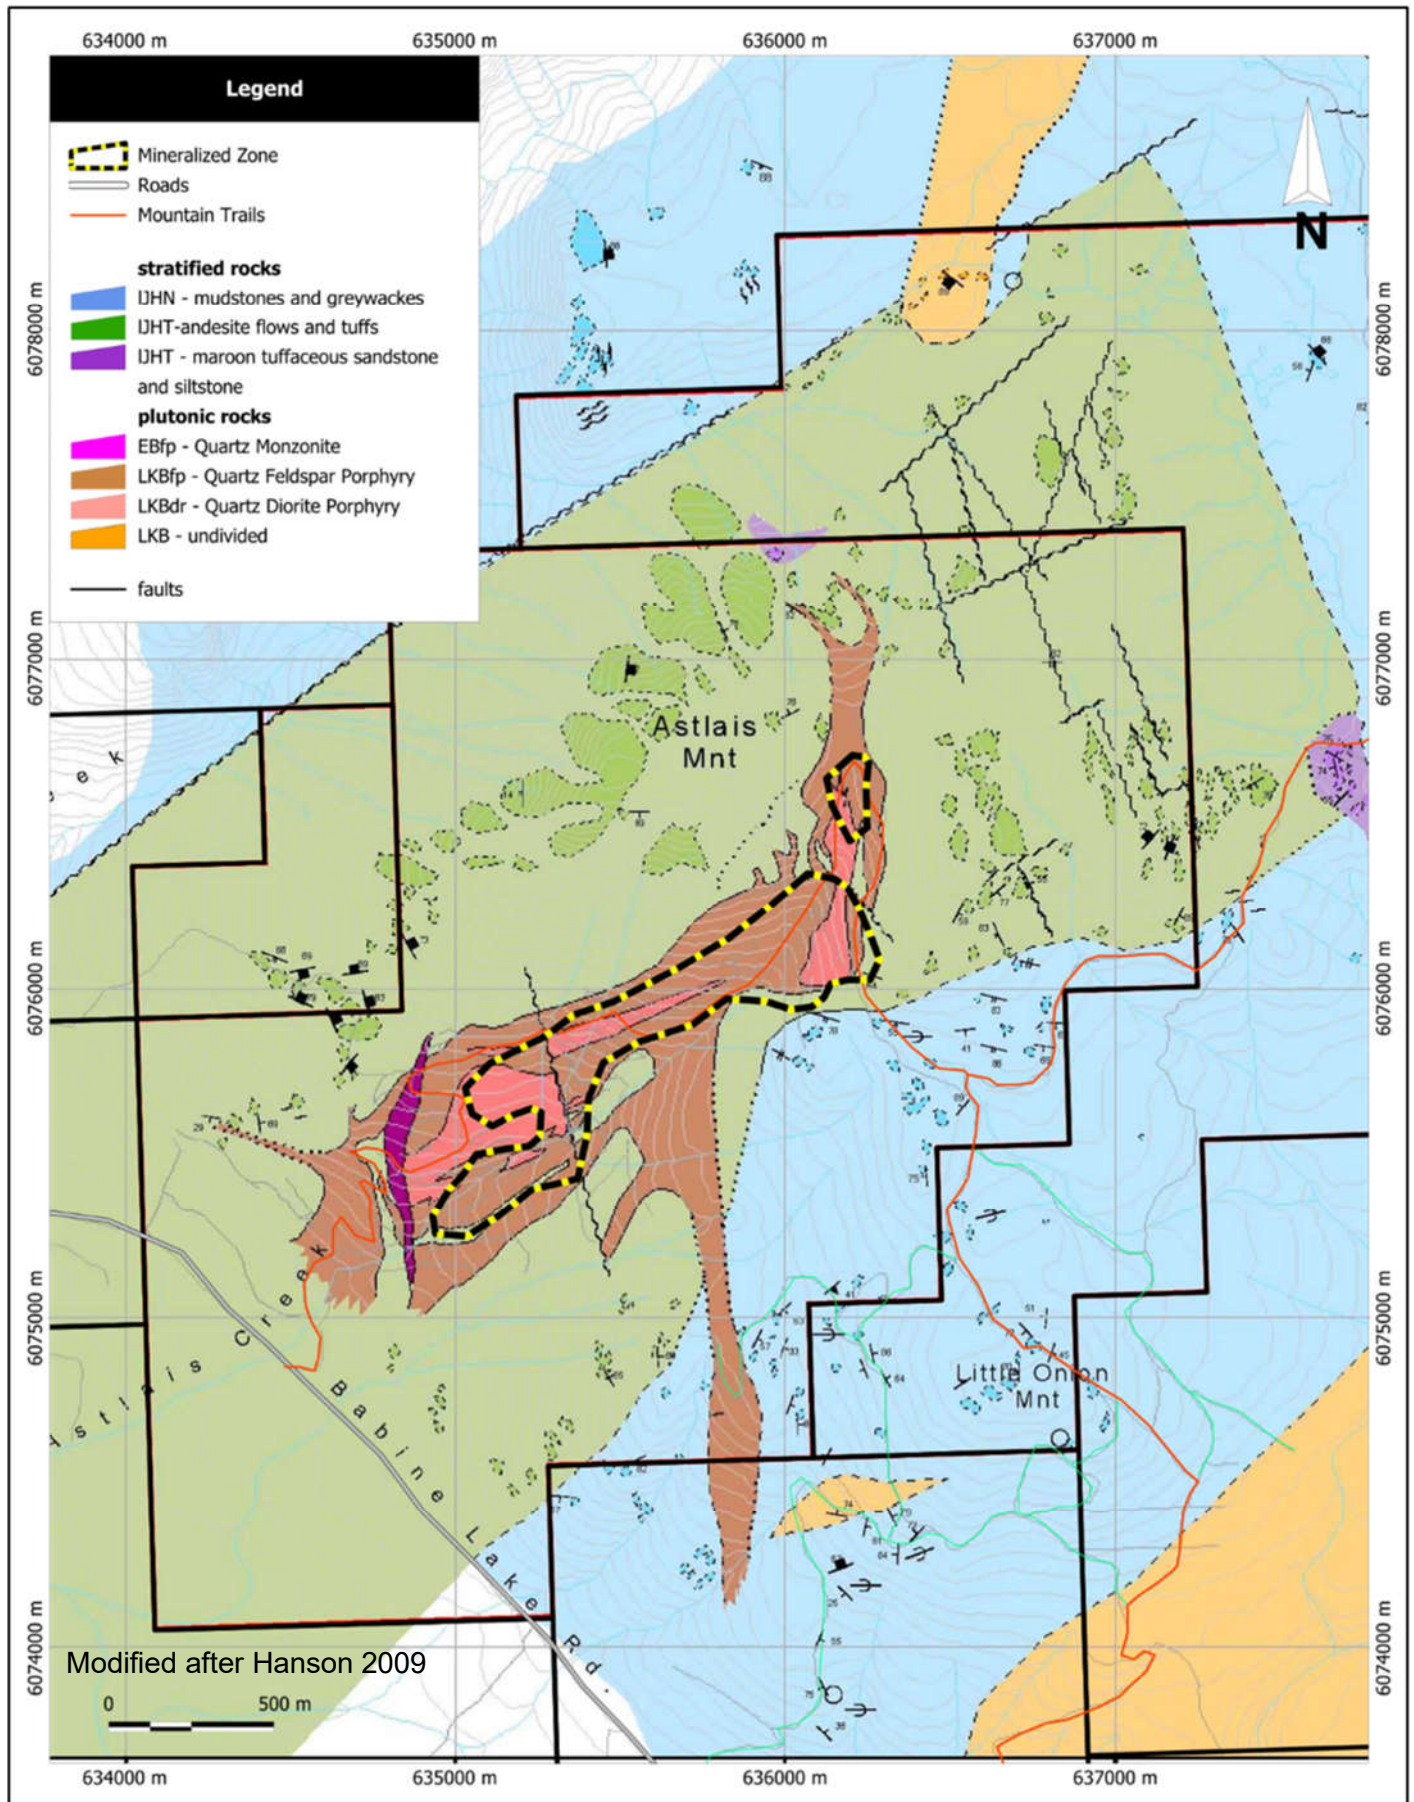 634000 m
635000 m
636000 m
637000 m
Legend
Mineralized Zone
Roads
Mountain Trails
stratified rocks
lJHN - mudstones and greywackes
lJHT-andesite flows and tuffs
lJHT - maroon tuffaceous sandstone
and siltstone
plutonic rocks
EBfp - Quartz Monzonite
LKBfp - Quartz Feldspar Porphyry
LKBdr - Quartz Diorite Porphyry
LKB - undivided
faults
N
6078000 m
6078000 m
6077000 m
6077000 m
Astlais
Mnt
e k
6076000 m
6076000 m
6075000 m
6075000 m
stlais Creek
Babine Lake Rd.
Little Onion
Mnt
6074000 m
6074000 m
Modified after Hanson 2009
0 500 m
634000 m
635000 m
636000 m
637000 m